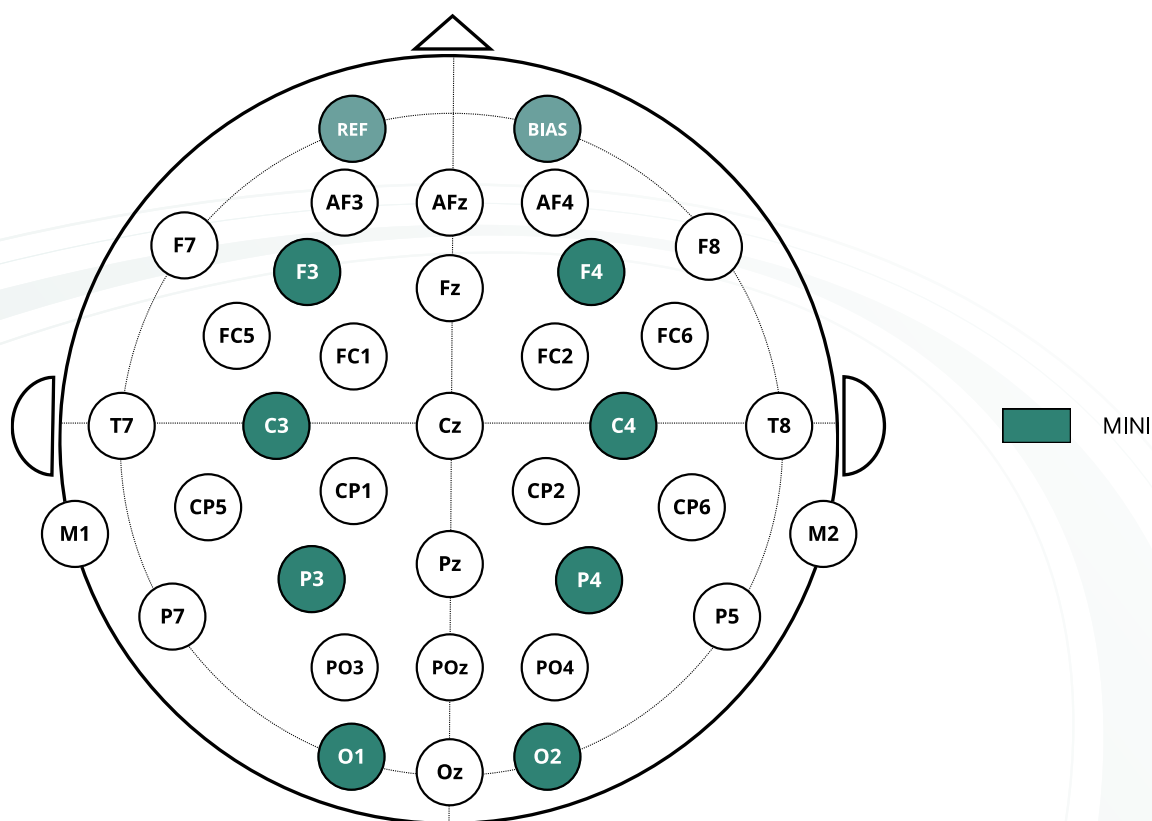 REF BIAS
AF3 AFz AF4
F7 F8
F3 Fz F4
FC5 FC1 FC2 FC6
T7 C3 Cz C4 T8
MINI
CP5 CP1 CP2 CP6
M1 M2
P3 Pz P4
P7 P5
PO3 POz PO4
O1 Oz O2